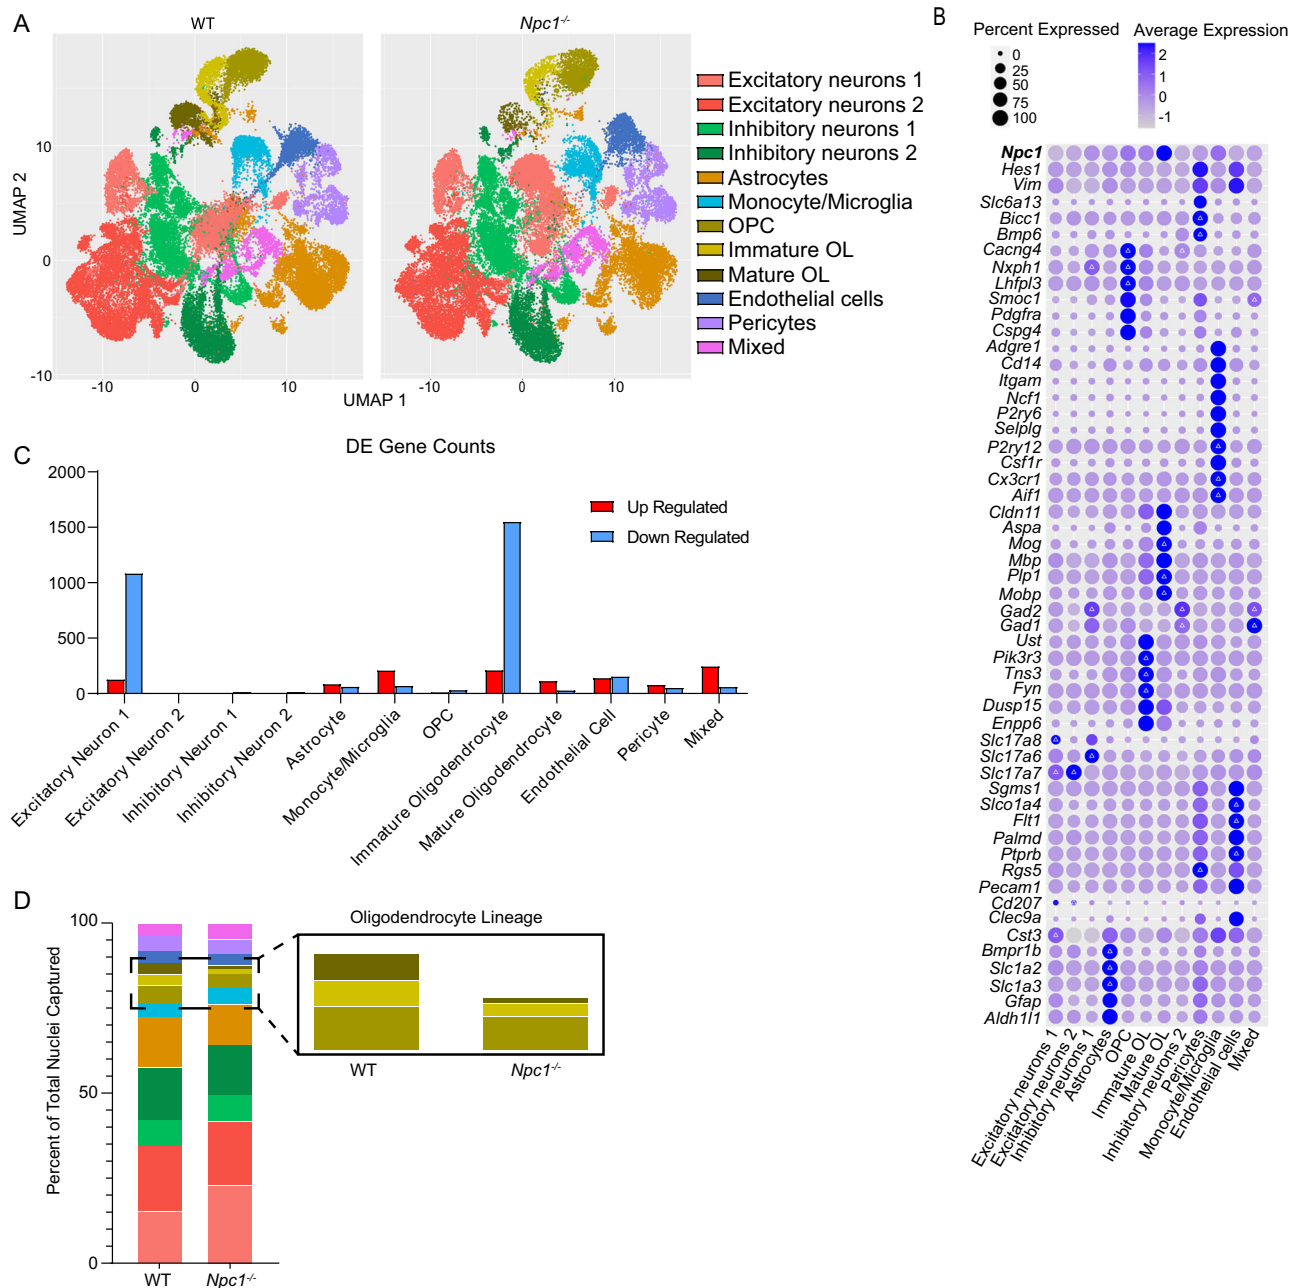 A
WT
Npc1-/-
UMAP 2
10
0
-10
-10
0
10
-10
0
10
UMAP 1
Excitatory neurons 1
Excitatory neurons 2
Inhibitory neurons 1
Inhibitory neurons 2
Astrocytes
Monocyte/Microglia
OPC
Immature OL
Mature OL
Endothelial cells
Pericytes
Mixed
B
Percent Expressed
0
25
50
75
100
Average Expression
2
1
0
-1
Npc1
Hes1
Vim
Slc6a13
Bicc1
Bmp6
Cacng4
Nxph1
Lhfpl3
Smoc1
Pdgfra
Cspg4
Adgre1
Cd14
Itgam
Ncf1
P2ry6
Selplg
P2ry12
Csf1r
Cx3cr1
Aif1
Cldn11
Aspa
Mog
Mbp
Plp1
Mobp
Gad2
Gad1
Ust
Pik3r3
Tns3
Fyn
Dusp15
Enpp6
Slc17a8
Slc17a6
Slc17a7
Sgms1
Slco1a4
Flt1
Palmd
Ptprb
Rgs5
Pecam1
Cd207
Clec9a
Cst3
Bmpr1b
Slc1a2
Slc1a3
Gfap
Aldh1l1
Excitatory neurons 1
Excitatory neurons 2
Inhibitory neurons 1
Astrocytes
OPC
Immature OL
Mature OL
Inhibitory neurons 2
Pericytes
Monocyte/Microglia
Endothelial cells
Mixed
C
DE Gene Counts
2000
1500
1000
500
0
Up Regulated
Down Regulated
Excitatory Neuron 1
Excitatory Neuron 2
Inhibitory Neuron 1
Inhibitory Neuron 2
Astrocyte
Monocyte/Microglia
OPC
Immature Oligodendrocyte
Mature Oligodendrocyte
Endothelial Cell
Pericyte
Mixed
D
Percent of Total Nuclei Captured
100
50
0
WT
Npc1-/-
Oligodendrocyte Lineage
WT
Npc1-/-